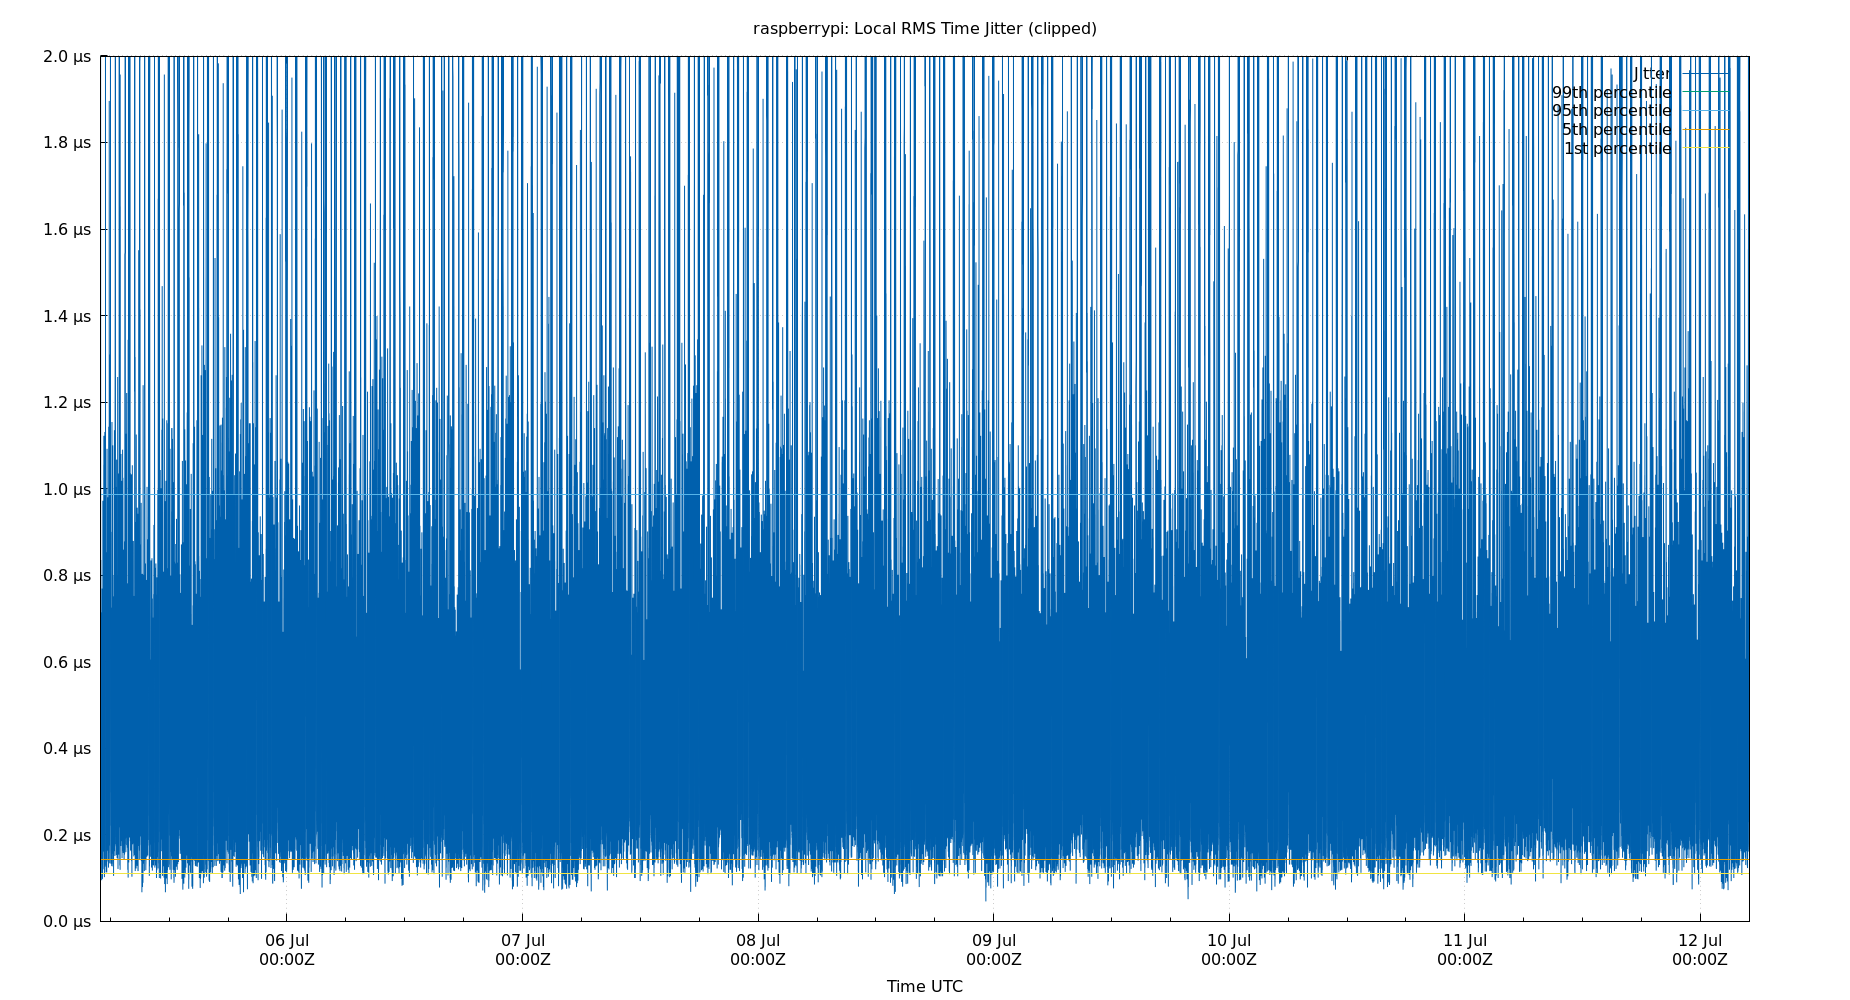 raspberrypi: Local RMS Time Jitter (clipped)
2.0 µs
1.8 µs
1.6 µs
1.4 µs
1.2 µs
1.0 µs
0.8 µs
0.6 µs
0.4 µs
0.2 µs
0.0 µs
Jitter
99th percentile
95th percentile
5th percentile
1st percentile
06 Jul 07 Jul 08 Jul 09 Jul 10 Jul 11 Jul 12 Jul
00:00Z 00:00Z 00:00Z 00:00Z 00:00Z 00:00Z 00:00Z
Time UTC